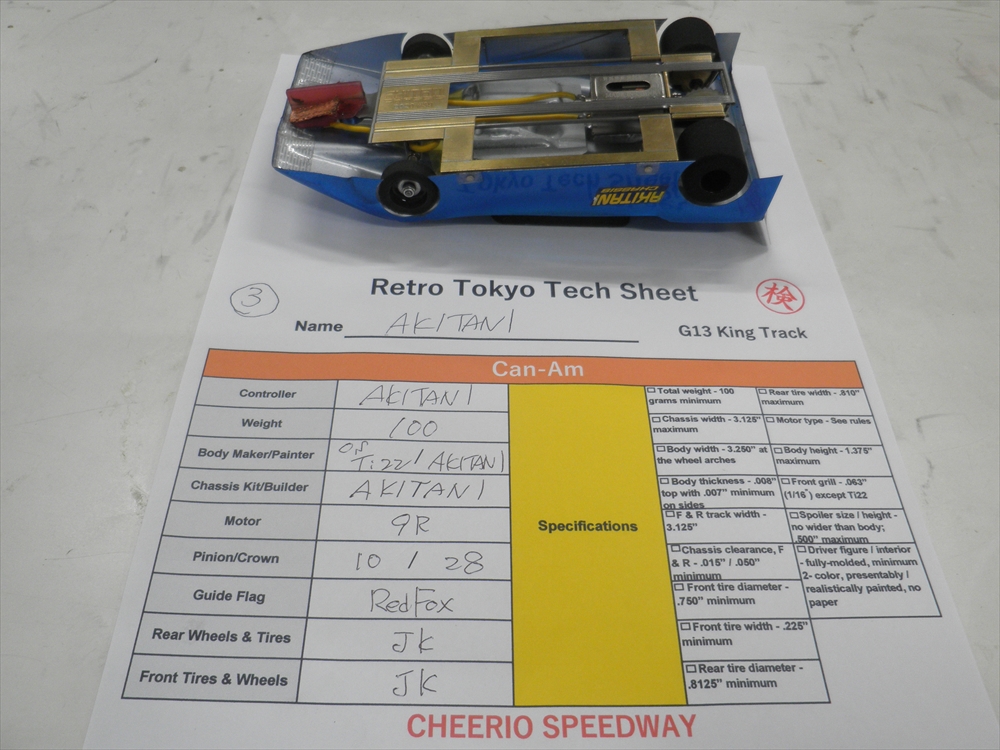 AKITANI
CHASSIS
Retro Tokyo Tech Sheet
検
3
Name AKITANI
G13 King Track
Can-Am
Controller AKITANI
Weight 100
Body Maker/Painter Ti22/AKITANI
Chassis Kit/Builder AKITANI
Motor 9R
Pinion/Crown 10 / 28
Guide Flag RedFox
Rear Wheels & Tires JK
Front Tires & Wheels JK
Specifications
Total weight - 100
grams minimum
Chassis width - 3.125"
maximum
Body width - 3.250" at
the wheel arches
Body thickness - .008"
top with .007" minimum
on sides
F & R track width -
3.125"
Chassis clearance, F
& R - .015" / .050"
minimum
Front tire diameter -
.750" minimum
Front tire width - .225"
minimum
Rear tire diameter -
.8125" minimum
Rear tire width - .810"
maximum
Motor type - See rules
Body height - 1.375"
maximum
Front grill - .063"
(1/16") except Ti22
Spoiler size / height -
no wider than body;
.500" maximum
Driver figure / interior
- fully-molded, minimum
2- color, presentably /
realistically painted, no
paper
CHEERIO SPEEDWAY